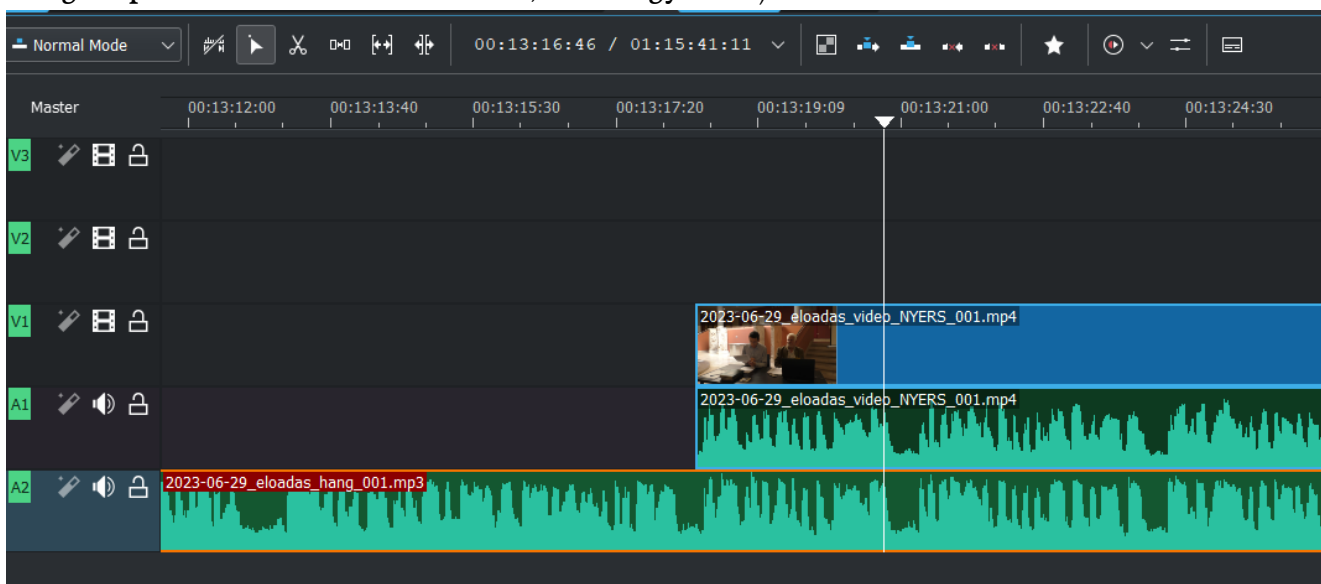 Normal Mode 00:13:16:46 / 01:15:41:11
Master 00:13:12:00 00:13:13:40 00:13:15:30 00:13:17:20 00:13:19:09 00:13:21:00 00:13:22:40 00:13:24:30
V3
V2
V1 2023-06-29_eloadas_video_NYERS_001.mp4
A1 2023-06-29_eloadas_video_NYERS_001.mp4
A2 2023-06-29_eloadas_hang_001.mp3